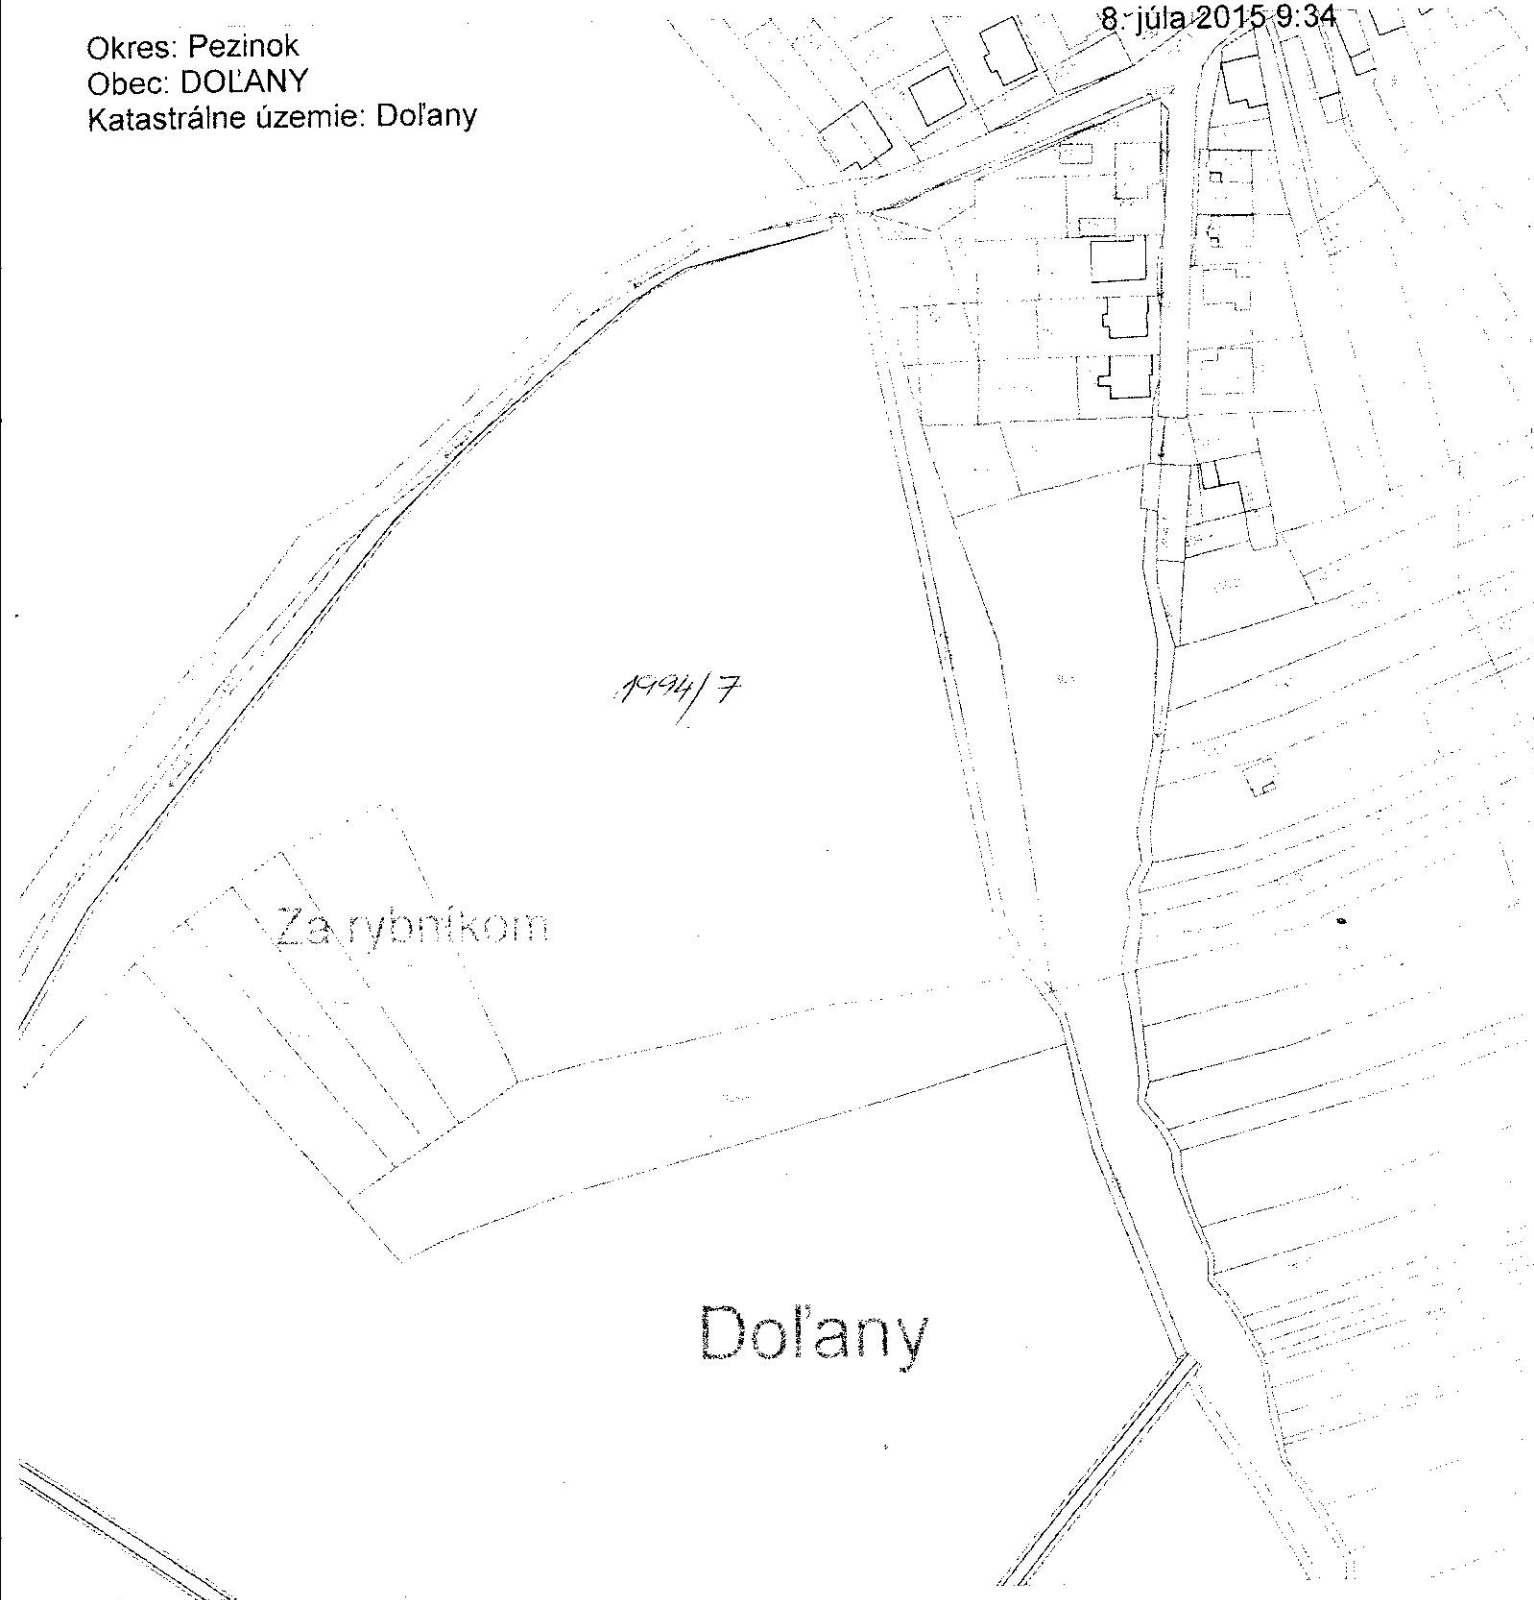 8. júla 2015 9:34
Okres: Pezinok
Obec: DOĽANY
Katastrálne územie: Doľany
1994/7
Za rybníkom
Doľany